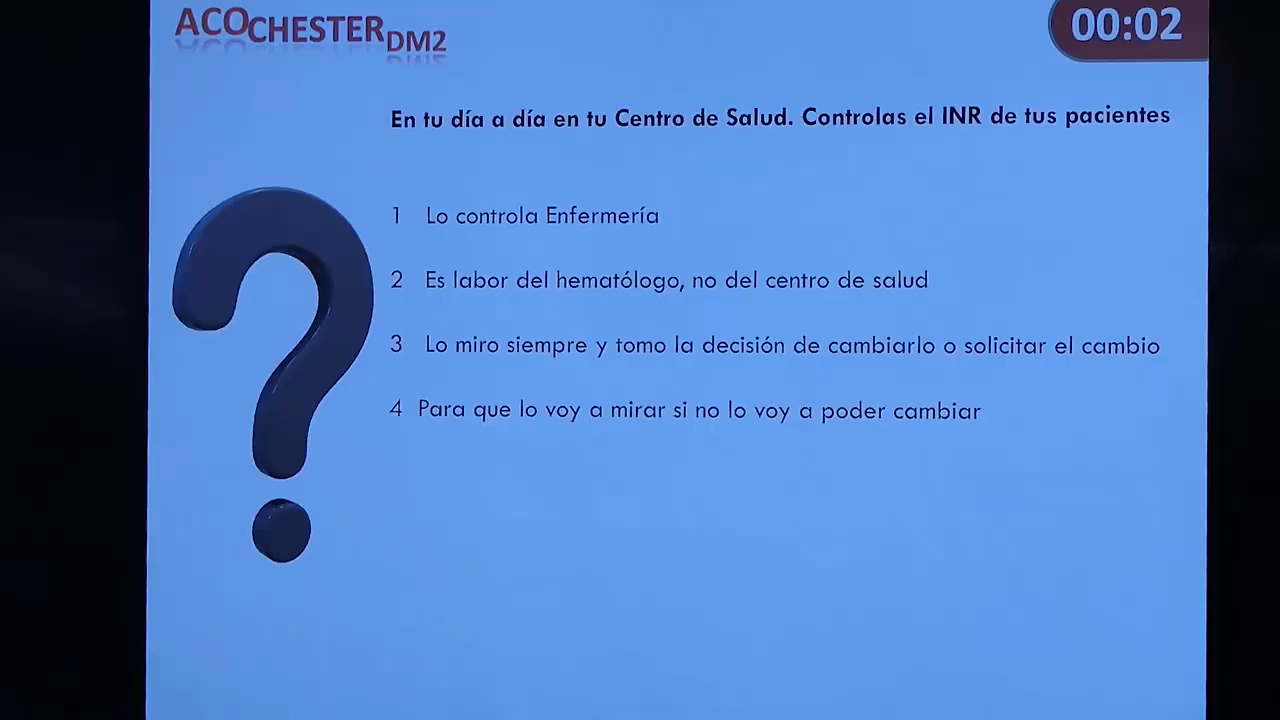 ACOCHESTERDM2
00:02
En tu día a día en tu Centro de Salud. Controlas el INR de tus pacientes
1 Lo controla Enfermería
2 Es labor del hematólogo, no del centro de salud
3 Lo miro siempre y tomo la decisión de cambiarlo o solicitar el cambio
4 Para que lo voy a mirar si no lo voy a poder cambiar